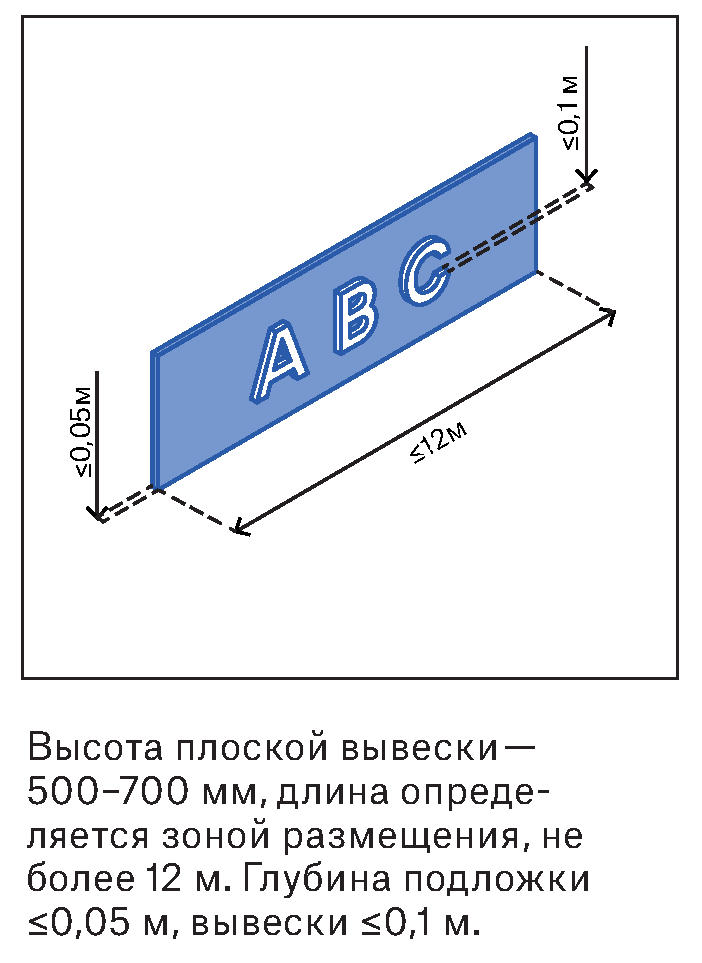 ≤0,1 м
ABC
≤0,05м
≤12м
Высота плоской вывески—
500–700 мм, длина опреде-
ляется зоной размещения, не
более 12 м. Глубина подложки
≤0,05 м, вывески ≤0,1 м.